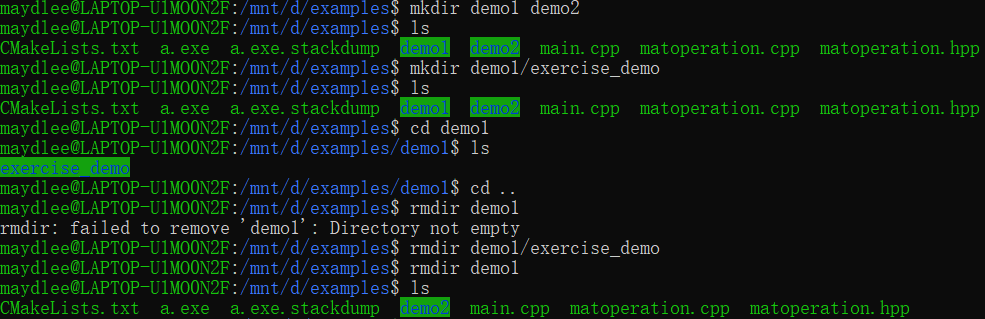 maydlee@LAPTOP-U1MOON2F:/mnt/d/examples$ mkdir demo1 demo2
maydlee@LAPTOP-U1MOON2F:/mnt/d/examples$ ls
CMakeLists.txt  a.exe  a.exe.stackdump  demo1  demo2  main.cpp  matoperation.cpp  matoperation.hpp
maydlee@LAPTOP-U1MOON2F:/mnt/d/examples$ mkdir demo1/exercise_demo
maydlee@LAPTOP-U1MOON2F:/mnt/d/examples$ ls
CMakeLists.txt  a.exe  a.exe.stackdump  demo1  demo2  main.cpp  matoperation.cpp  matoperation.hpp
maydlee@LAPTOP-U1MOON2F:/mnt/d/examples$ cd demo1
maydlee@LAPTOP-U1MOON2F:/mnt/d/examples/demo1$ ls
exercise_demo
maydlee@LAPTOP-U1MOON2F:/mnt/d/examples/demo1$ cd ..
maydlee@LAPTOP-U1MOON2F:/mnt/d/examples$ rmdir demo1
rmdir: failed to remove 'demo1': Directory not empty
maydlee@LAPTOP-U1MOON2F:/mnt/d/examples$ rmdir demo1/exercise_demo
maydlee@LAPTOP-U1MOON2F:/mnt/d/examples$ rmdir demo1
maydlee@LAPTOP-U1MOON2F:/mnt/d/examples$ ls
CMakeLists.txt  a.exe  a.exe.stackdump  demo2  main.cpp  matoperation.cpp  matoperation.hpp